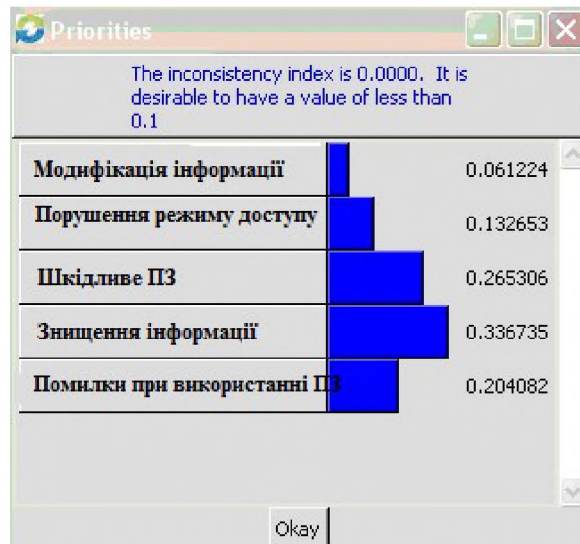 Priorities
The inconsistency index is 0.0000. It is
desirable to have a value of less than
0.1
Модифікація інформації 0.061224
Порушення режиму доступу 0.132653
Шкідливе ПЗ 0.265306
Знищення інформації 0.336735
Помилки при використанні ПЗ 0.204082
Okay